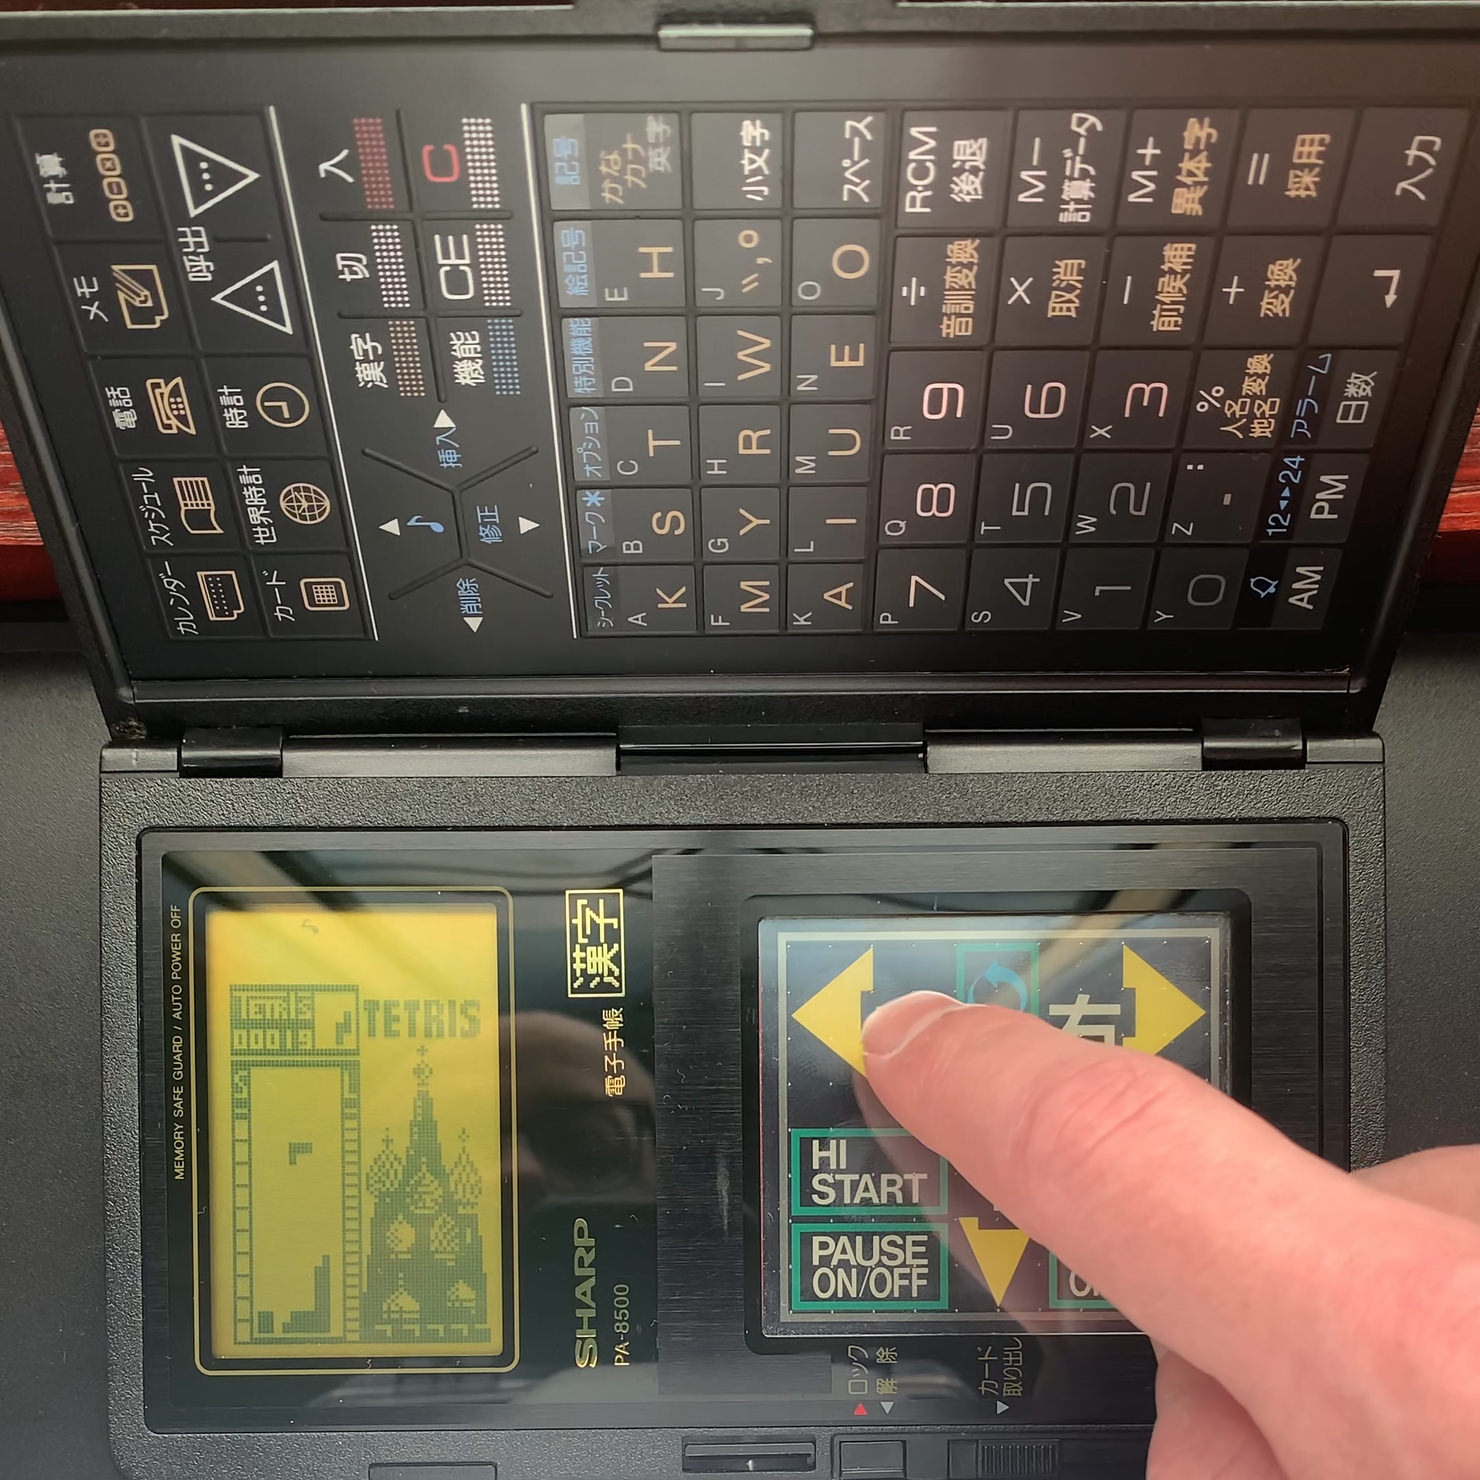 計算
メモ
電話
スケジュール
カレンダー
呼出
時計
世界時計
カード
入
切
漢字
C
CE
機能
挿入
修正
削除
記号
絵記号
特別機能
オプション
マーク*
シークレット
かな
カナ
英字
E H
D N
C T
B S
A K
小文字
J ゛,゜
I W
H R
G Y
F M
スペース
O O
N E
M U
L I
K A
R·CM
後退
÷
音訓変換
R 9
Q 8
P 7
M−
計算データ
×
取消
U 6
T 5
S 4
M+
異体字
−
前候補
X 3
W 2
V 1
=
採用
+
変換
%
人名変換
地名
Z · :
Y 0
入力
アラーム
日数
12◂▸24
PM
AM
MEMORY SAFE GUARD / AUTO POWER OFF
TETRIS
TETRIS
電子手帳
漢字
SHARP
PA-8500
HI
START
PAUSE
ON/OFF
右
ロック
解除
カード
取り出し